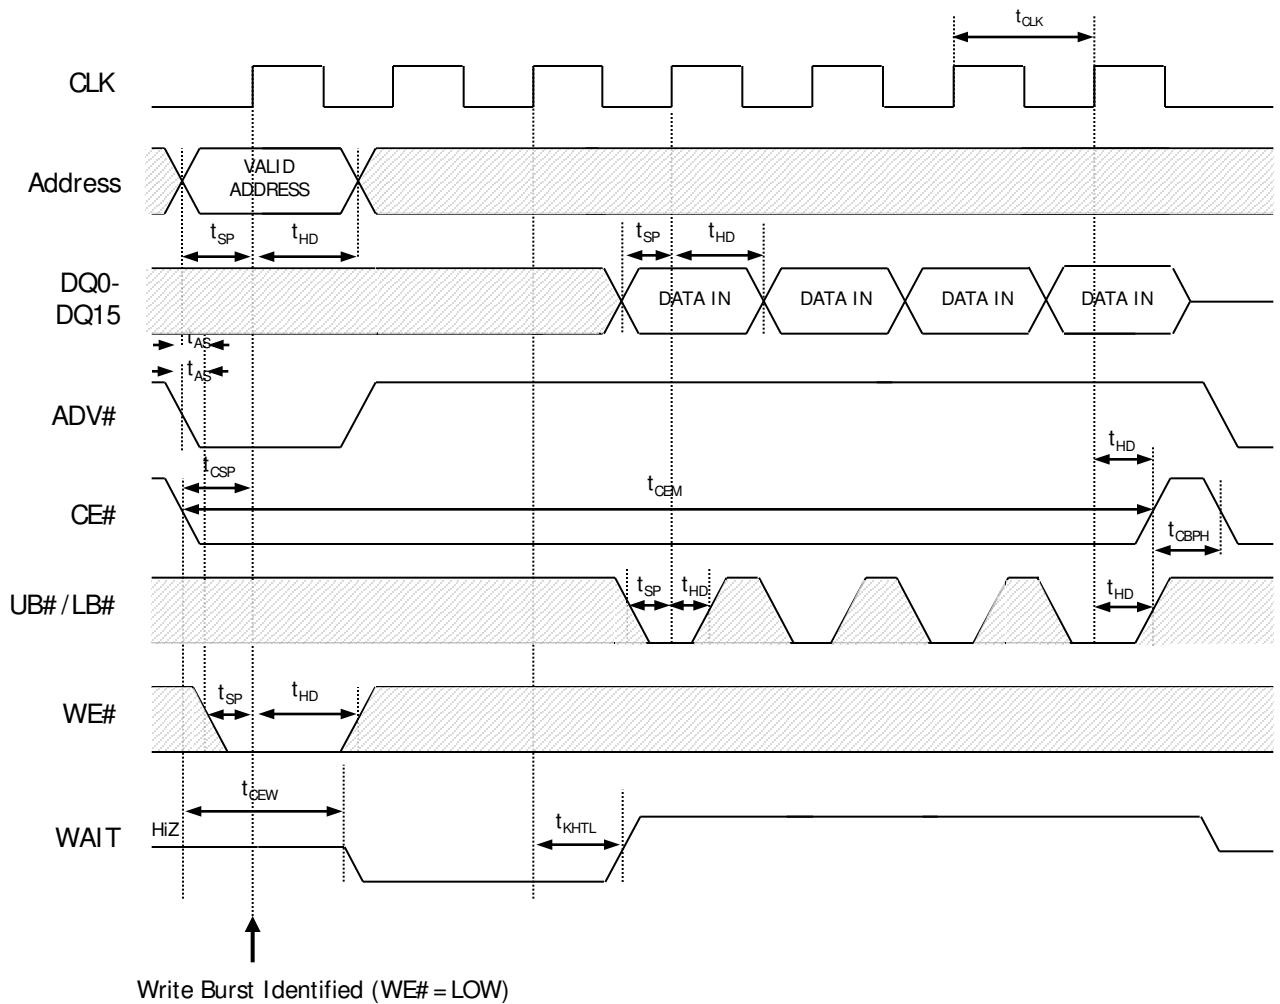 tCLK
CLK
VALID
ADDRESS
Address
tSP tHD tSP tHD
DQ0-
DQ15
DATA IN DATA IN DATA IN DATA IN
tAS
tAS
ADV#
tHD
tCSP
tCEM
CE#
tCBPH
UB# / LB#
tSP tHD tHD
WE#
tSP tHD
tCEW
WAIT
HiZ
tKHTL
Write Burst Identified (WE# = LOW)